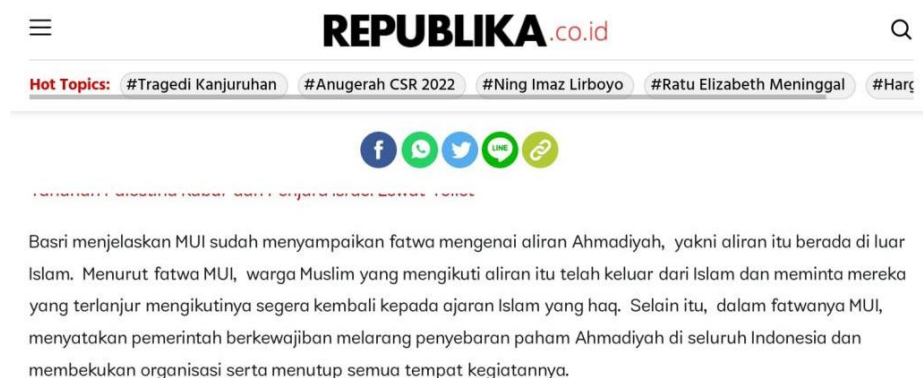 REPUBLIKA.co.id
Hot Topics: #Tragedi Kanjuruhan #Anugerah CSR 2022 #Ning Imaz Lirboyo #Ratu Elizabeth Meninggal #Harg
LINE
Basri menjelaskan MUI sudah menyampaikan fatwa mengenai aliran Ahmadiyah, yakni aliran itu berada di luar
Islam. Menurut fatwa MUI, warga Muslim yang mengikuti aliran itu telah keluar dari Islam dan meminta mereka
yang terlanjur mengikutinya segera kembali kepada ajaran Islam yang haq. Selain itu, dalam fatwanya MUI,
menyatakan pemerintah berkewajiban melarang penyebaran paham Ahmadiyah di seluruh Indonesia dan
membekukan organisasi serta menutup semua tempat kegiatannya.